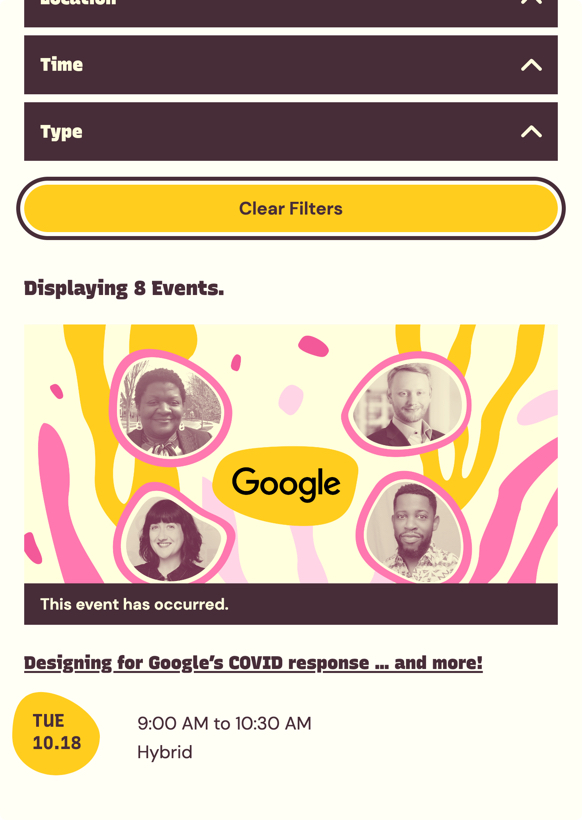 Location
Time
Type
Clear Filters
Displaying 8 Events.
Google
This event has occurred.
Designing for Google’s COVID response ... and more!
TUE
10.18
9:00 AM to 10:30 AM
Hybrid